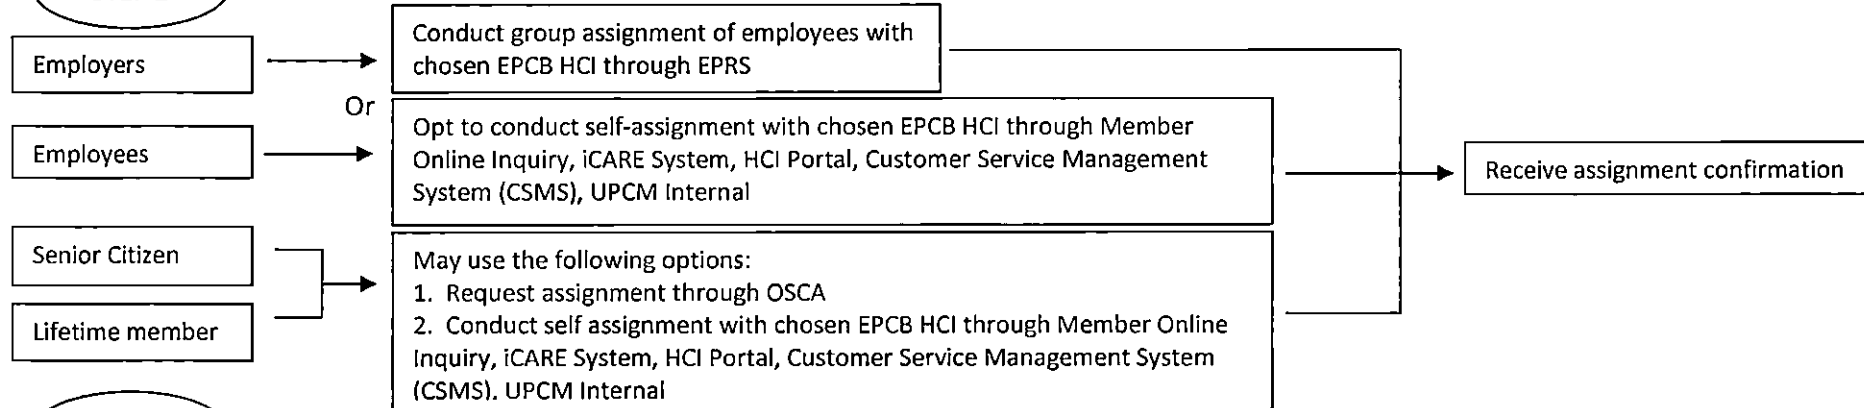 Employers
Conduct group assignment of employees with
chosen EPCB HCI through EPRS
Or
Employees
Opt to conduct self-assignment with chosen EPCB HCI through Member
Online Inquiry, iCARE System, HCI Portal, Customer Service Management
System (CSMS), UPCM Internal
Receive assignment confirmation
Senior Citizen
Lifetime member
May use the following options:
1. Request assignment through OSCA
2. Conduct self assignment with chosen EPCB HCI through Member Online
Inquiry, iCARE System, HCI Portal, Customer Service Management System
(CSMS). UPCM Internal